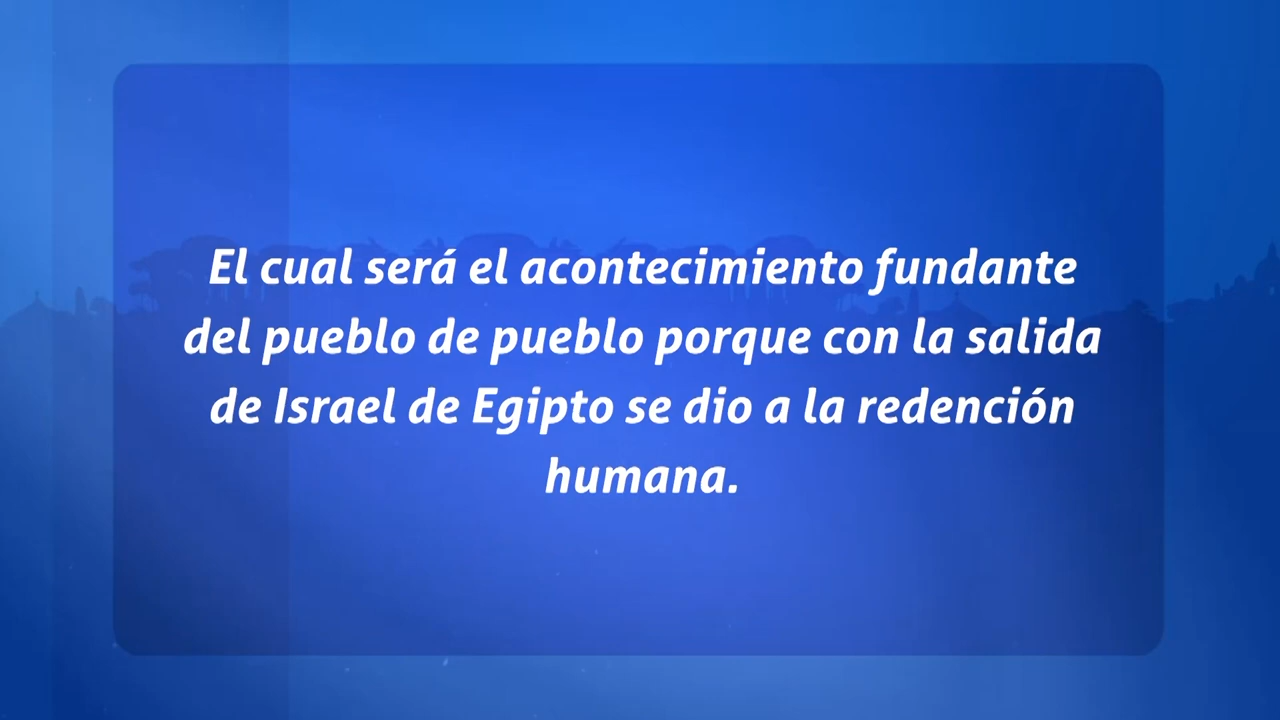 El cual será el acontecimiento fundante
del pueblo de pueblo porque con la salida
de Israel de Egipto se dio a la redención
humana.